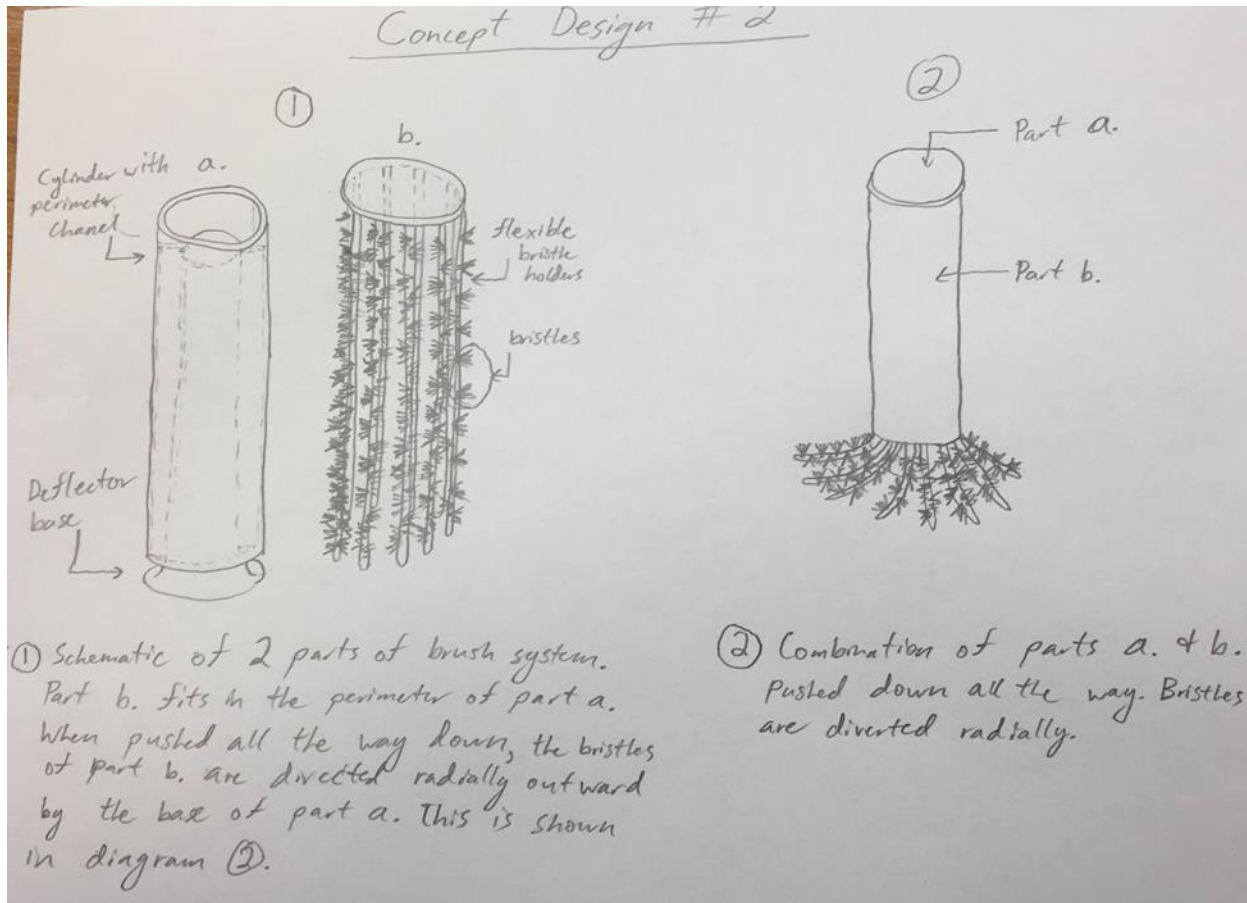 Concept Design # 2
①
Cylinder with
perimeter
Chanel
a.
b.
flexible
bristle
holders
bristles
Deflector
base
① Schematic of 2 parts of brush system.
Part b. fits in the perimeter of part a.
When pushed all the way down, the bristles
of part b. are divected radially outward
by the base of part a. This is shown
in diagram ②.
②
Part a.
Part b.
② Combination of parts a. & b.
pushed down all the way. Bristles
are diverted radially.